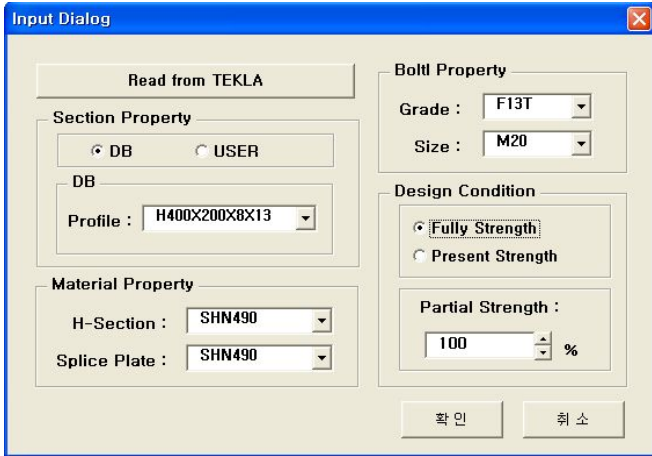 Input Dialog
Read from TEKLA
Section Property
DB USER
DB
Profile : H400X200X8X13
Material Property
H-Section : SHN490
Splice Plate : SHN490
Boltl Property
Grade : F13T
Size : M20
Design Condition
Fully Strength
Present Strength
Partial Strength :
100 %
확 인 취 소